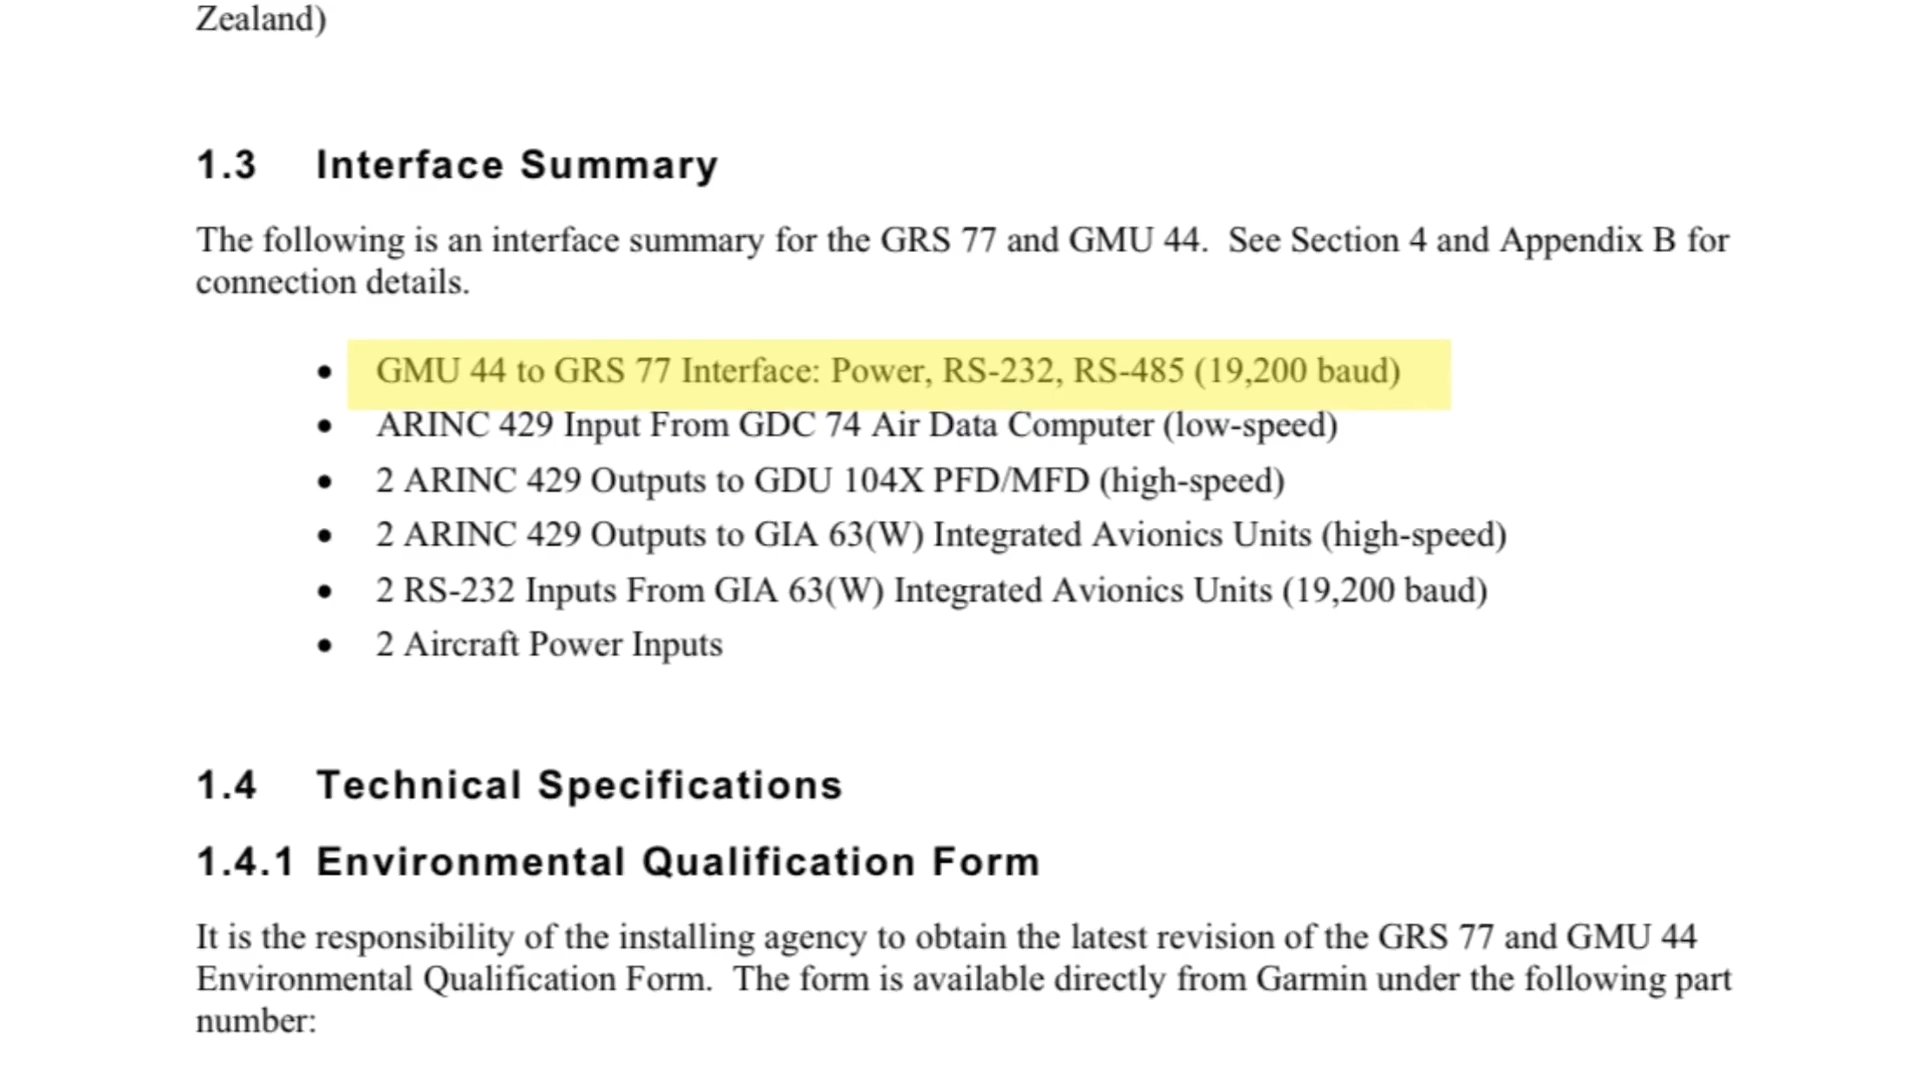 Zealand)
1.3 Interface Summary
The following is an interface summary for the GRS 77 and GMU 44. See Section 4 and Appendix B for
connection details.
• GMU 44 to GRS 77 Interface: Power, RS-232, RS-485 (19,200 baud)
• ARINC 429 Input From GDC 74 Air Data Computer (low-speed)
• 2 ARINC 429 Outputs to GDU 104X PFD/MFD (high-speed)
• 2 ARINC 429 Outputs to GIA 63(W) Integrated Avionics Units (high-speed)
• 2 RS-232 Inputs From GIA 63(W) Integrated Avionics Units (19,200 baud)
• 2 Aircraft Power Inputs
1.4 Technical Specifications
1.4.1 Environmental Qualification Form
It is the responsibility of the installing agency to obtain the latest revision of the GRS 77 and GMU 44
Environmental Qualification Form. The form is available directly from Garmin under the following part
number: